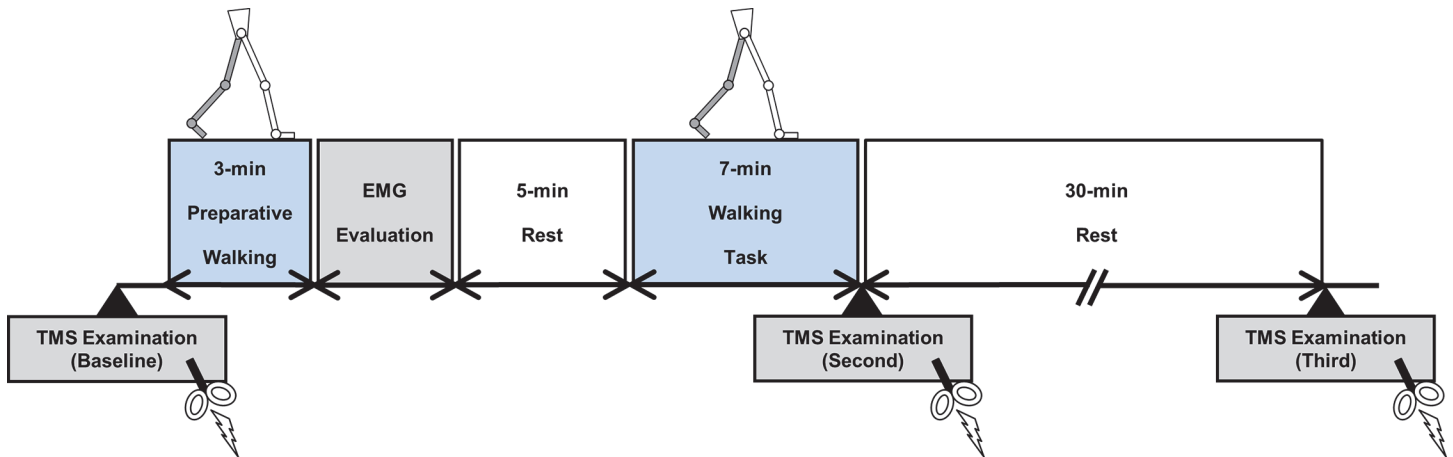 3-min
Preparative
Walking
EMG
Evaluation
5-min
Rest
7-min
Walking
Task
30-min
Rest
TMS Examination
(Baseline)
TMS Examination
(Second)
TMS Examination
(Third)